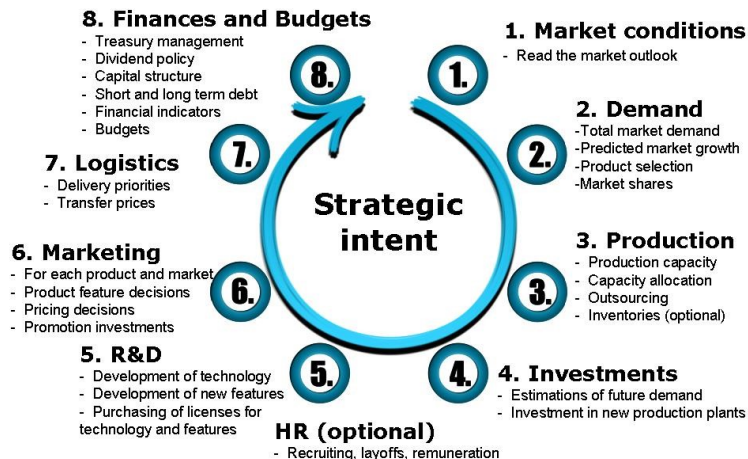 8. Finances and Budgets
- Treasury management
- Dividend policy
- Capital structure
- Short and long term debt
- Financial indicators
- Budgets
1. Market conditions
- Read the market outlook
2. Demand
-Total market demand
-Predicted market growth
-Product selection
-Market shares
3. Production
- Production capacity
- Capacity allocation
- Outsourcing
- Inventories (optional)
4. Investments
- Estimations of future demand
- Investment in new production plants
HR (optional)
- Recruiting, layoffs, remuneration
5. R&D
- Development of technology
- Development of new features
- Purchasing of licenses for
technology and features
6. Marketing
- For each product and market
- Product feature decisions
- Pricing decisions
- Promotion investments
7. Logistics
- Delivery priorities
- Transfer prices
Strategic
intent
1.
2.
3.
4.
5.
6.
7.
8.